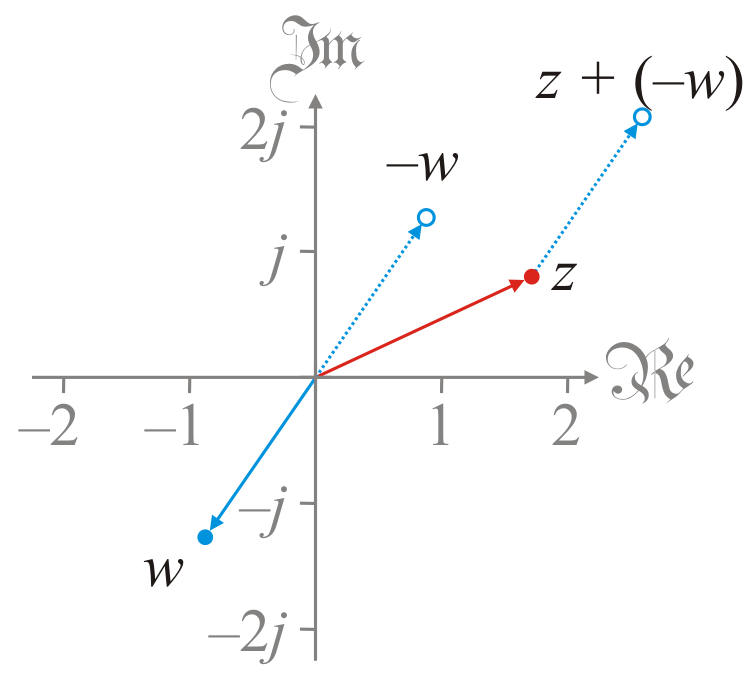 ℑm
z + (–w)
2j
–w
j
z
ℜe
–2
–1
1
2
–j
w
–2j